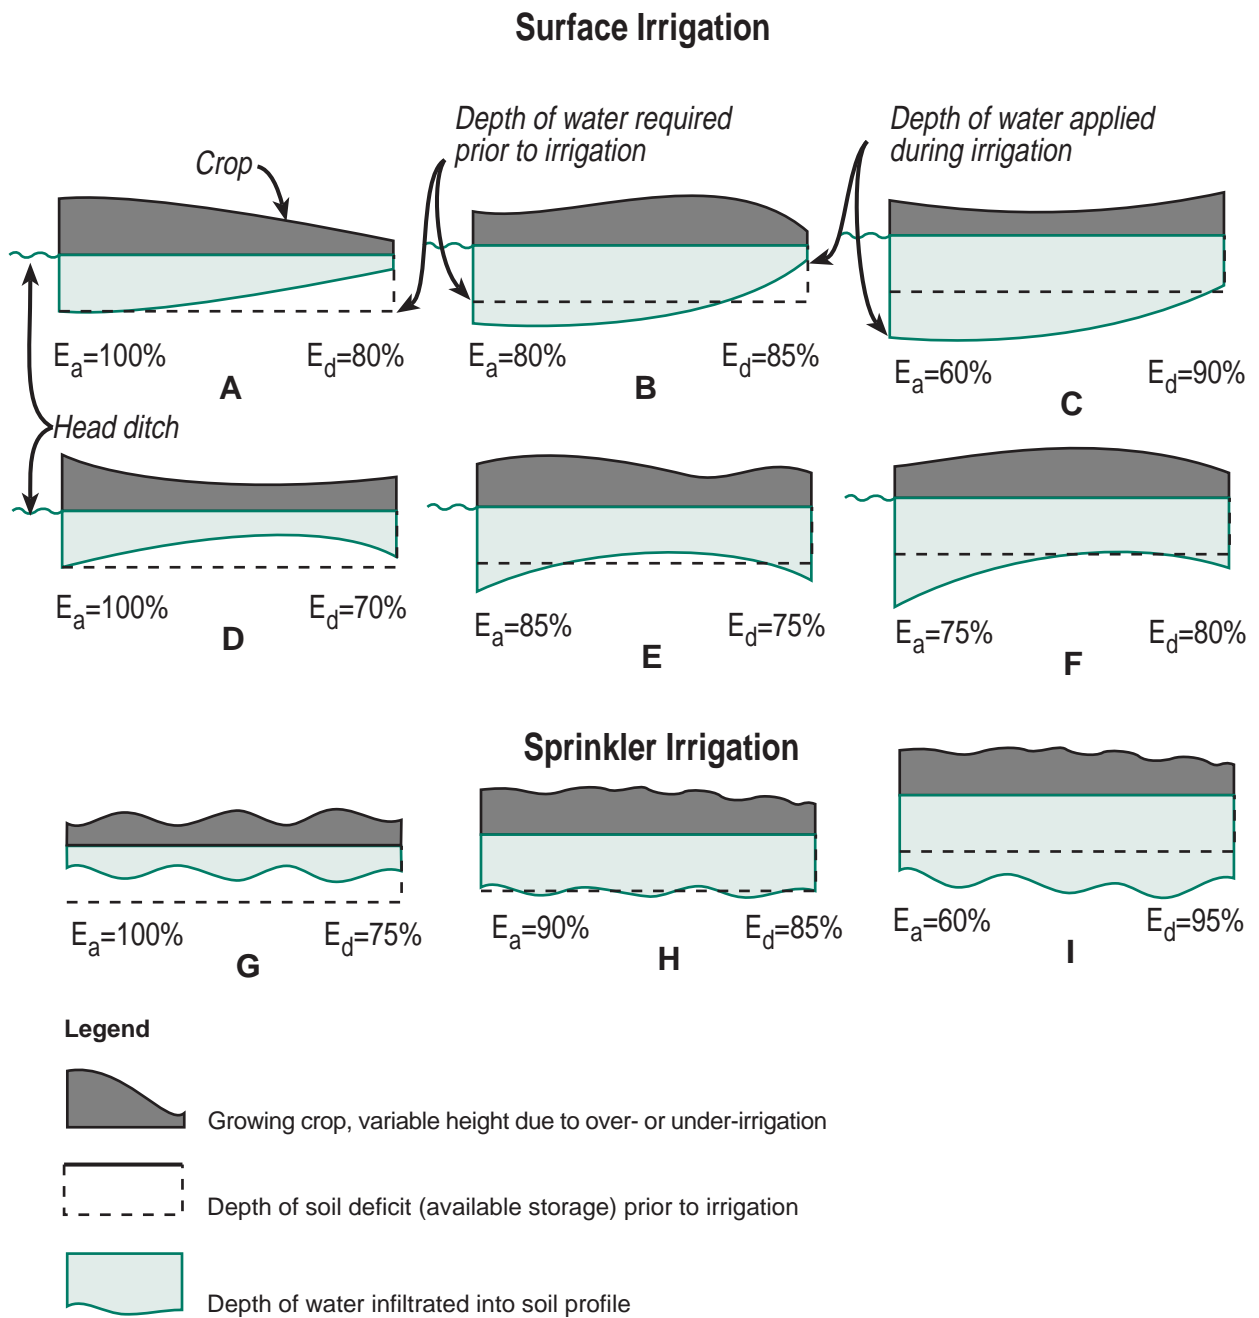 Surface Irrigation
Crop
Depth of water required
prior to irrigation
Depth of water applied
during irrigation
Ea=100% Ed=80%
A
Ea=80% Ed=85%
B
Ea=60% Ed=90%
C
Head ditch
Ea=100% Ed=70%
D
Ea=85% Ed=75%
E
Ea=75% Ed=80%
F
Sprinkler Irrigation
Ea=100% Ed=75%
G
Ea=90% Ed=85%
H
Ea=60% Ed=95%
I
Legend
Growing crop, variable height due to over- or under-irrigation
Depth of soil deficit (available storage) prior to irrigation
Depth of water infiltrated into soil profile